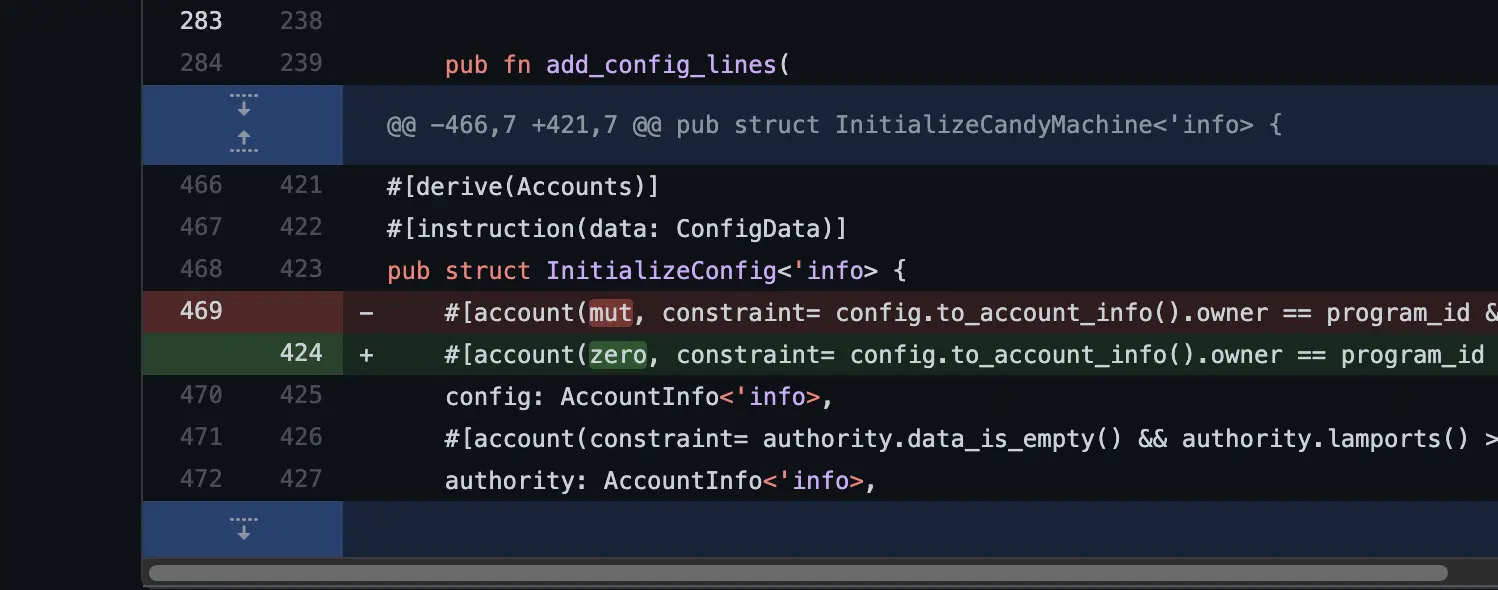 283 238
284 239 pub fn add_config_lines(
@@ -466,7 +421,7 @@ pub struct InitializeCandyMachine<'info> {
466 421 #[derive(Accounts)]
467 422 #[instruction(data: ConfigData)]
468 423 pub struct InitializeConfig<'info> {
469 - #[account(mut, constraint= config.to_account_info().owner == program_id &
424 + #[account(zero, constraint= config.to_account_info().owner == program_id
470 425 config: AccountInfo<'info>,
471 426 #[account(constraint= authority.data_is_empty() && authority.lamports() >
472 427 authority: AccountInfo<'info>,